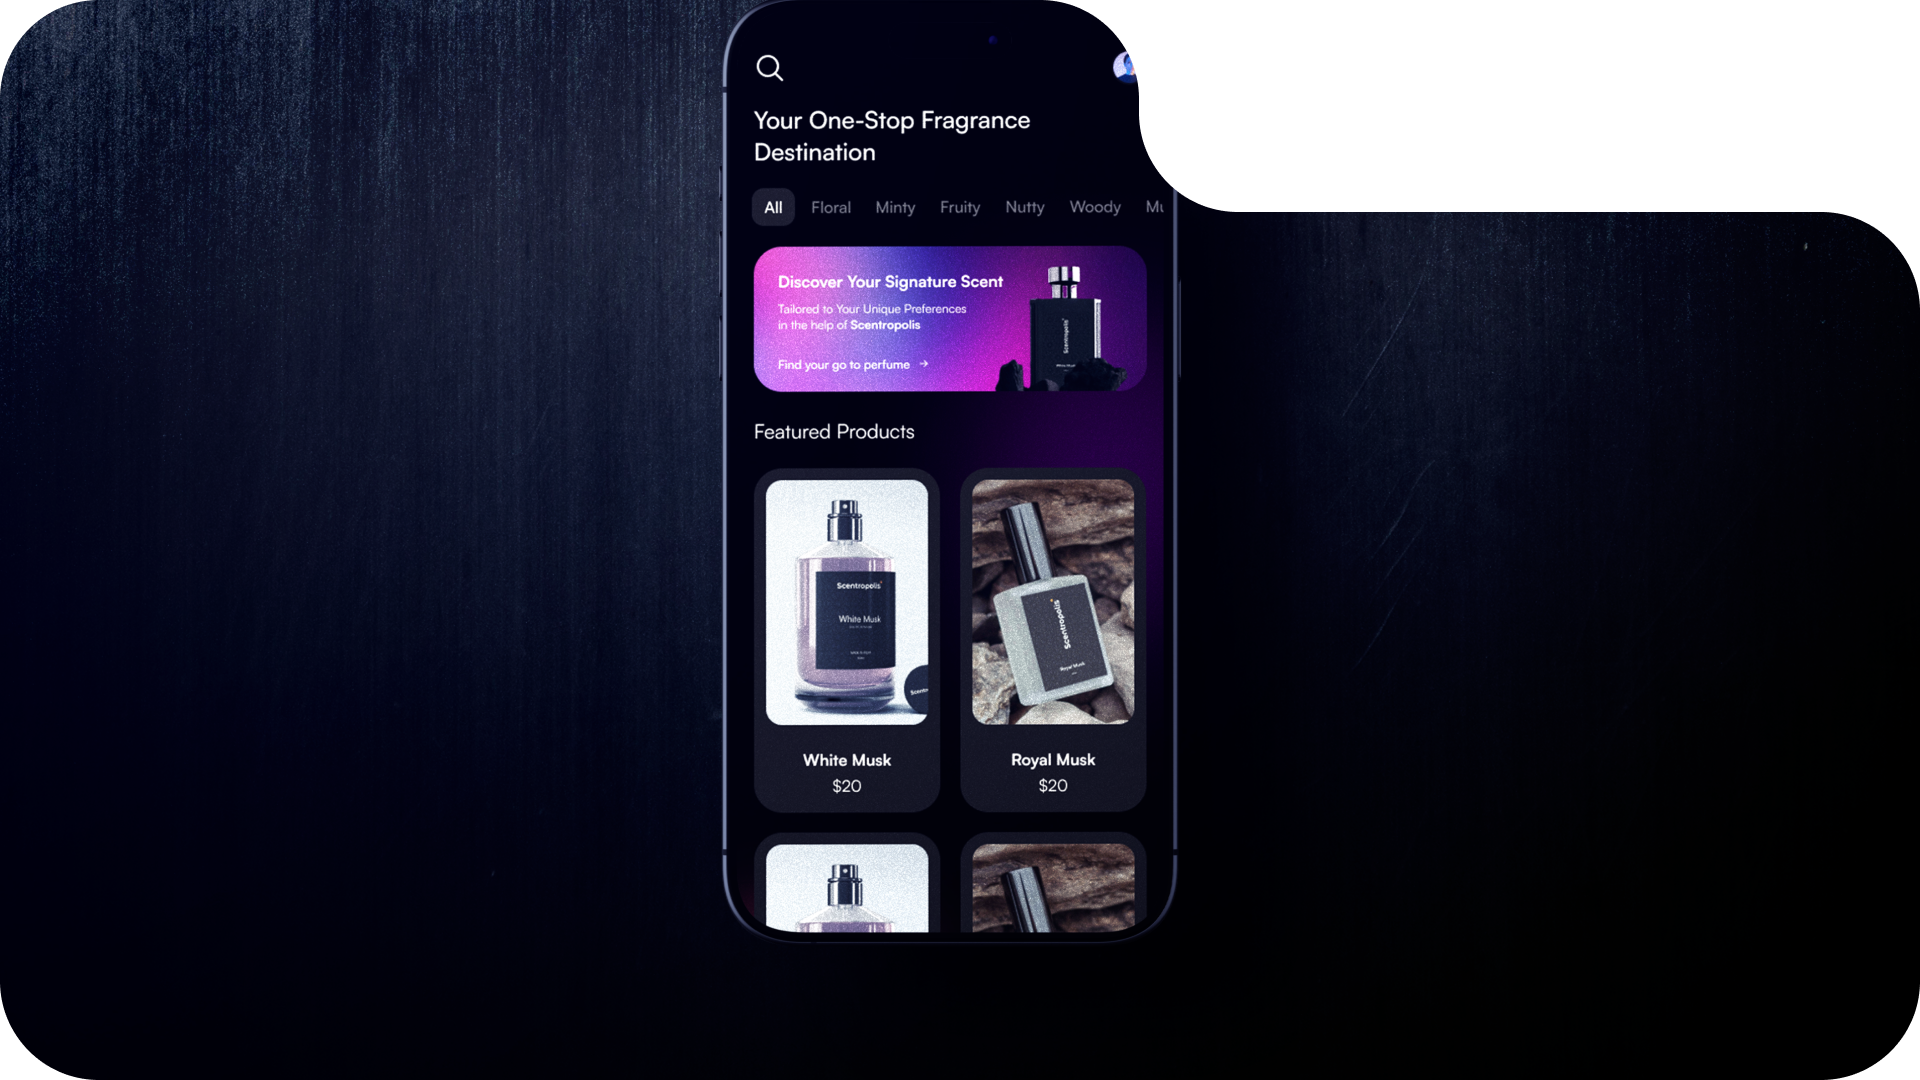 Your One-Stop Fragrance
Destination
All Floral Minty Fruity Nutty Woody
Discover Your Signature Scent
Tailored to Your Unique Preferences
in the help of Scentropolis
Find your go to perfume →
Scentropolis
Featured Products
Scentropolis
White Musk
Scentropolis
Royal Musk
White Musk
$20
Royal Musk
$20